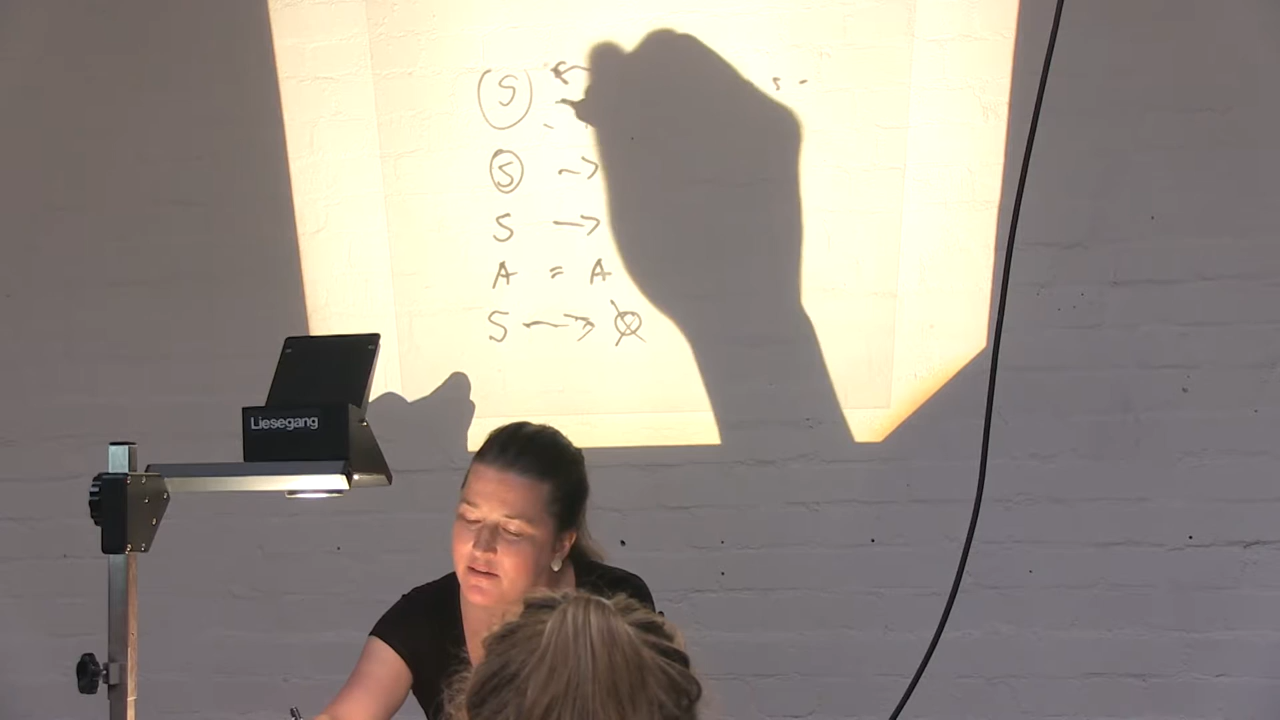 S ←
S →
S →
A = A
S → 
Liesegang